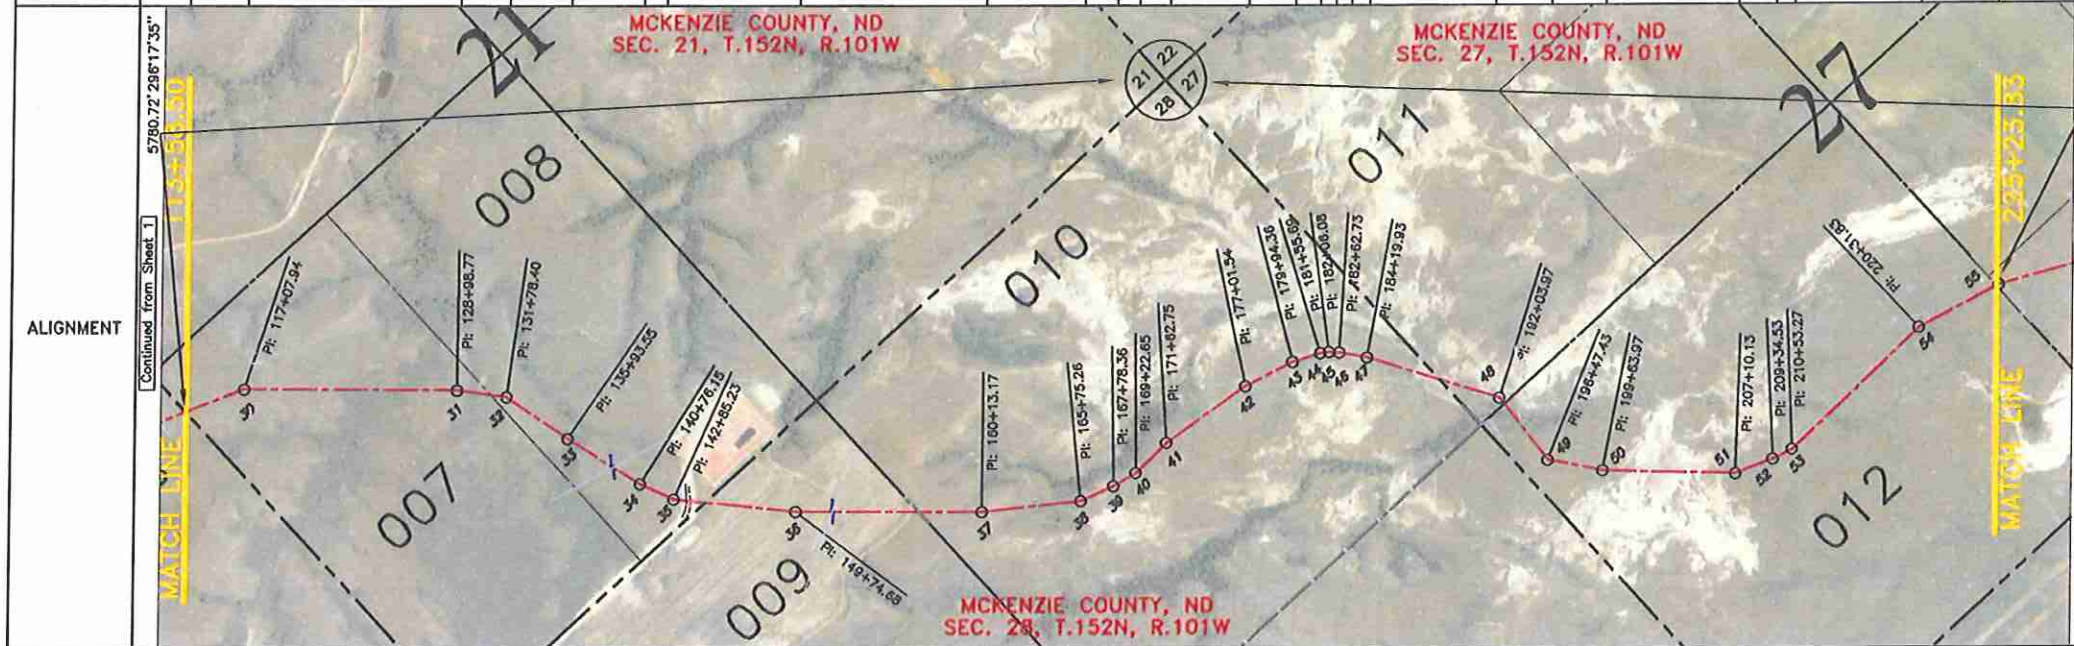 ALIGNMENT
Continued from Sheet 1
5780.72' 296°17'35"
MATCH LINE
MCKENZIE COUNTY, ND
SEC. 21, T.152N, R.101W
MCKENZIE COUNTY, ND
SEC. 27, T.152N, R.101W
MCKENZIE COUNTY, ND
SEC. 28, T.152N, R.101W
21
27
21
22
27
28
007
008
009
010
011
012
30
PI: 117+07.94
31
PI: 128+98.77
32
PI: 131+78.40
33
PI: 135+93.55
34
PI: 140+76.15
35
PI: 142+85.23
36
PI: 149+74.68
37
PI: 160+13.17
38
PI: 165+75.26
39
PI: 167+78.36
40
PI: 169+22.65
41
PI: 171+62.75
42
PI: 177+01.54
43
PI: 179+94.36
44
PI: 181+55.69
45
PI: 182+06.08
46
PI: 182+62.73
47
PI: 184+19.93
48
PI: 192+03.97
49
PI: 196+47.43
50
PI: 199+63.97
51
PI: 207+10.13
52
PI: 209+34.53
53
PI: 210+53.27
54
PI: 220+31.83
55
MATCH LINE 225+23.83